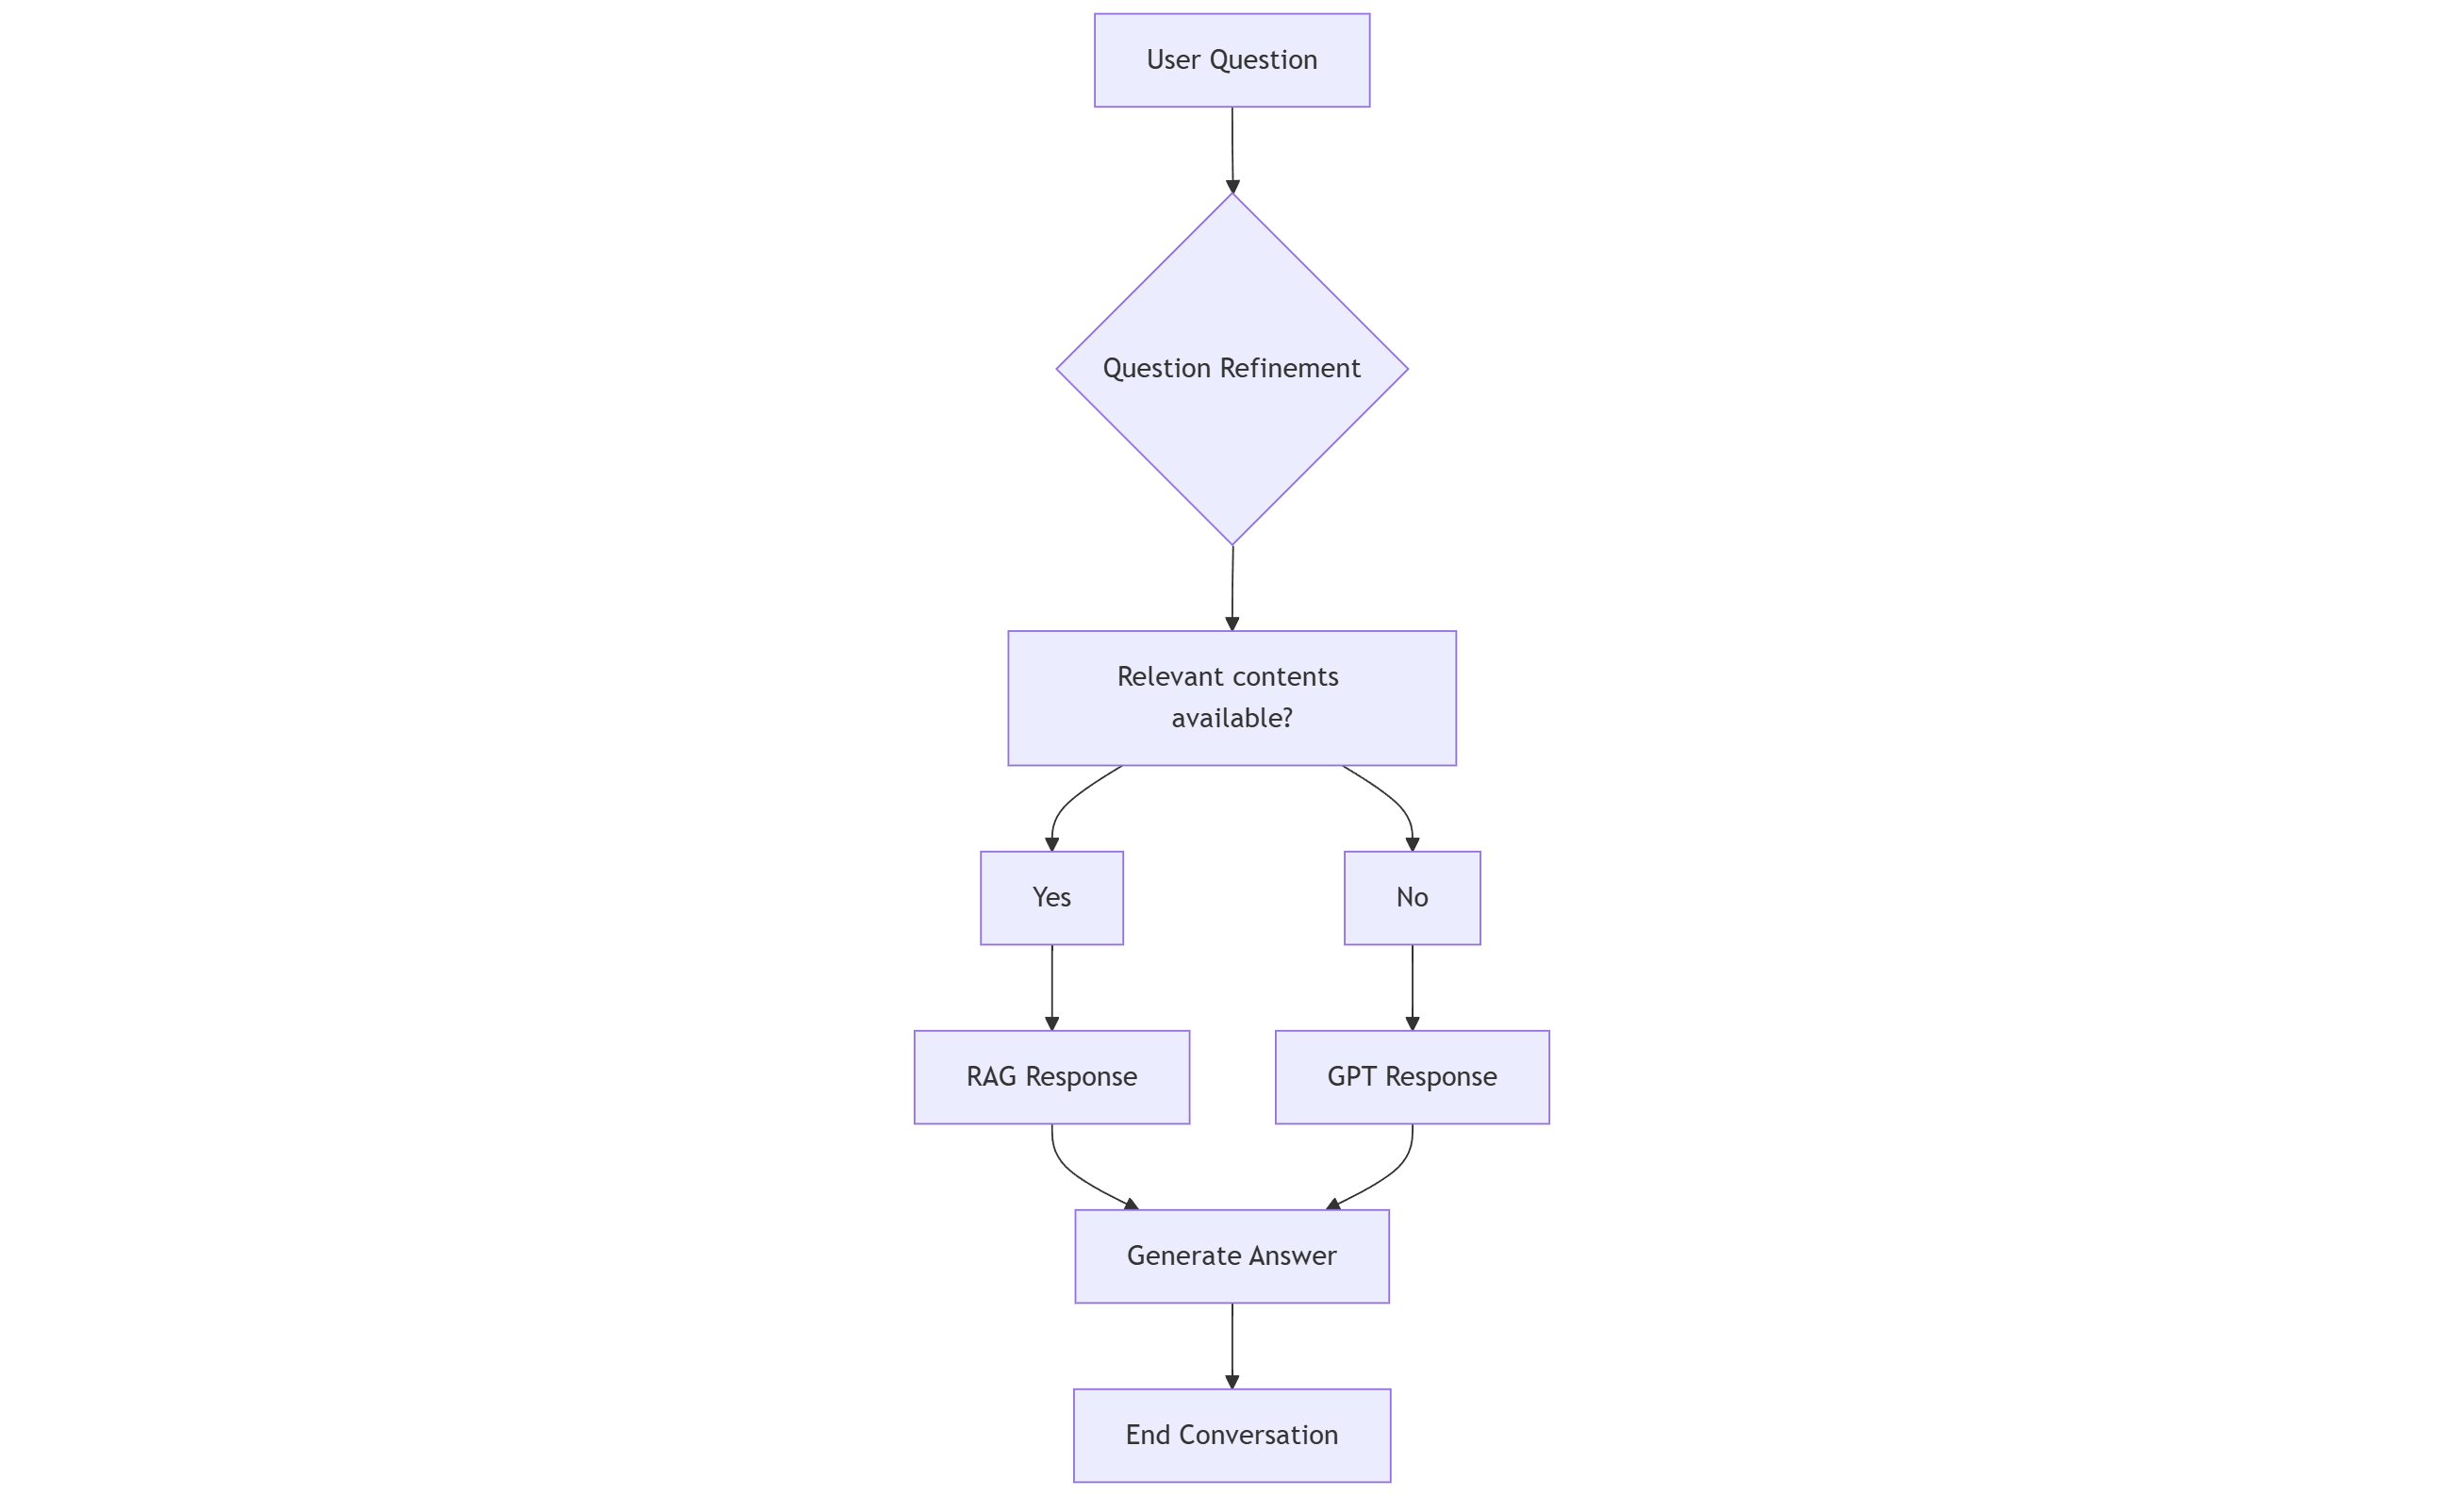 User Question
Question Refinement
Relevant contents
available?
Yes
No
RAG Response
GPT Response
Generate Answer
End Conversation